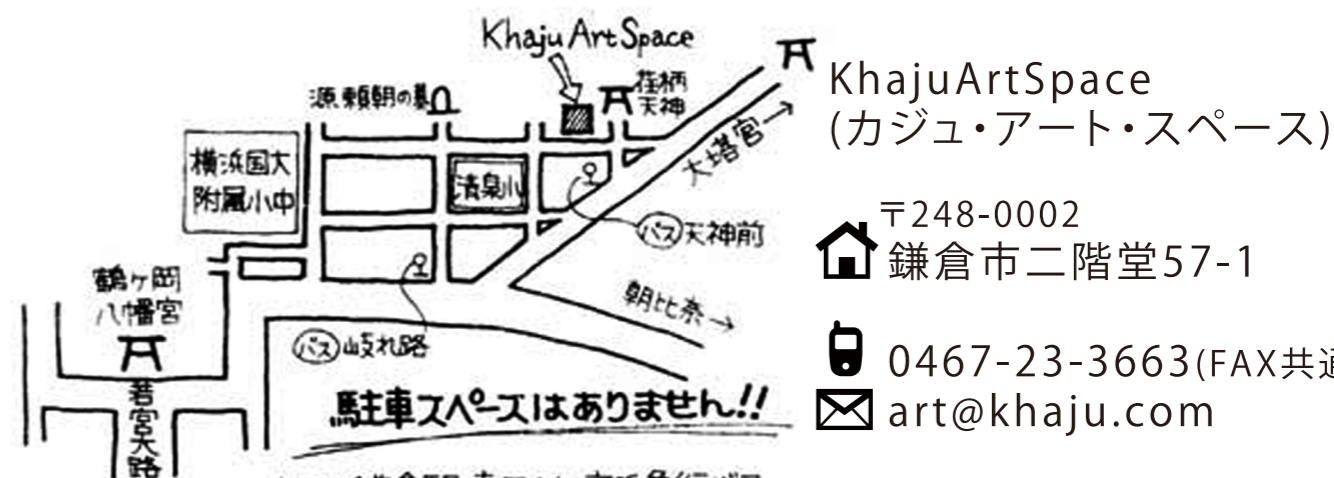 Khaju Art Space
源頼朝の墓
荏柄
天神
横浜国大
附属小中
清泉小
大塔宮→
バス 天神前
鶴ヶ岡
八幡宮
朝比奈→
バス 岐れ路
若宮大路
駐車スペースはありません!!
KhajuArtSpace
(カジュ・アート・スペース)
〒248-0002
鎌倉市二階堂57-1
0467-23-3663(FAX共通
art@khaju.com